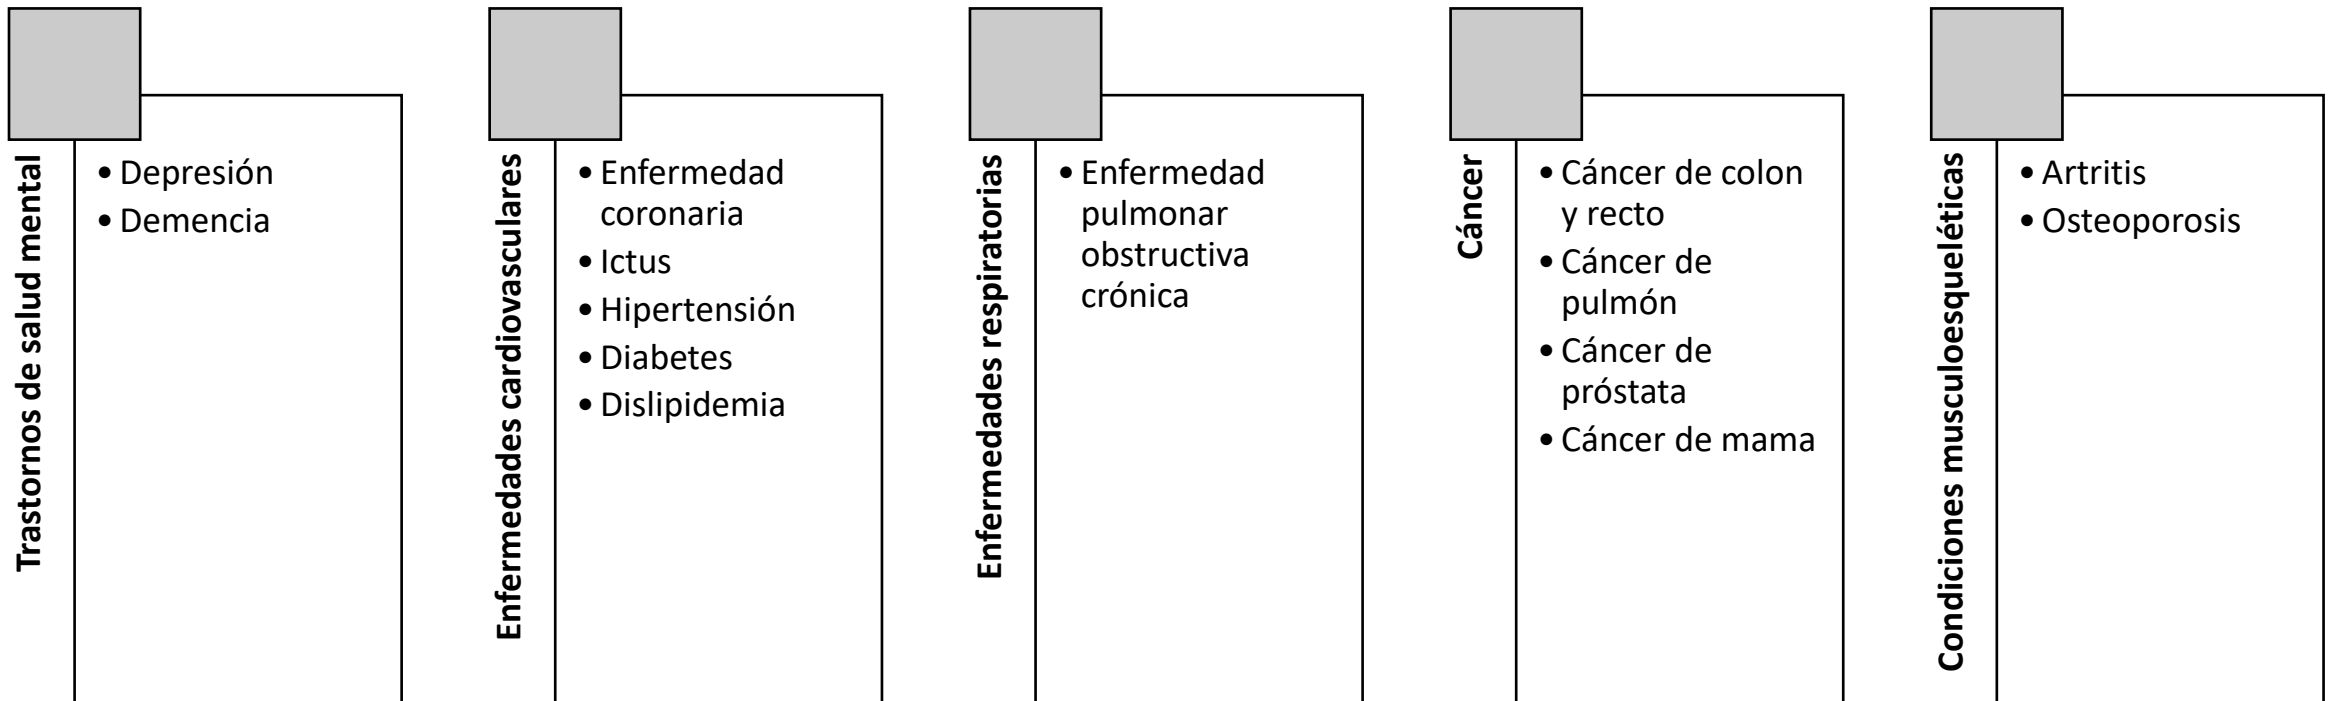 Trastornos de salud mental
• Depresión
• Demencia
Enfermedades cardiovasculares
• Enfermedad
coronaria
• Ictus
• Hipertensión
• Diabetes
• Dislipidemia
Enfermedades respiratorias
• Enfermedad
pulmonar
obstructiva
crónica
Cáncer
• Cáncer de colon
y recto
• Cáncer de
pulmón
• Cáncer de
próstata
• Cáncer de mama
Condiciones musculoesqueléticas
• Artritis
• Osteoporosis